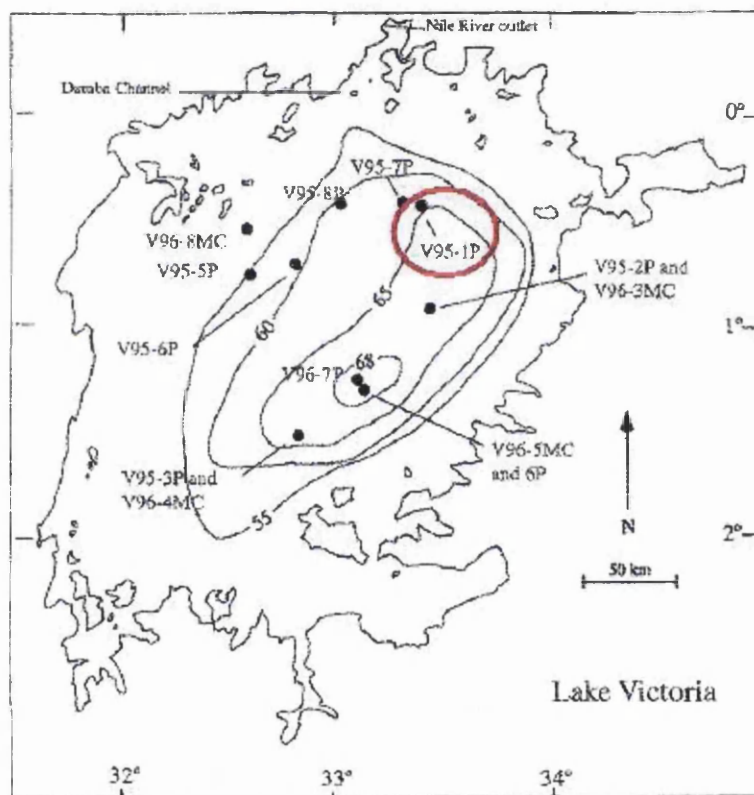 Nile River outlet
Damba Channel
0°
V95-7P
V95-8P
V96-8MC
V95-1P
V95-5P
V95-2P and
V96-3MC
65
60
1°
V95-6P
68
V96-7P
V96-5MC
and 6P
V95-3P and
V96-4MC
55
N
2°
50 km
Lake Victoria
32°
33°
34°